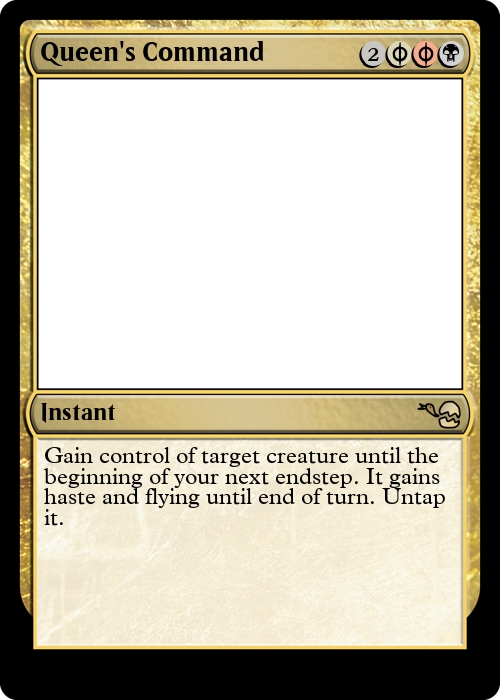 Queen's Command 2
Instant
Gain control of target creature until the
beginning of your next endstep. It gains
haste and flying until end of turn. Untap
it.